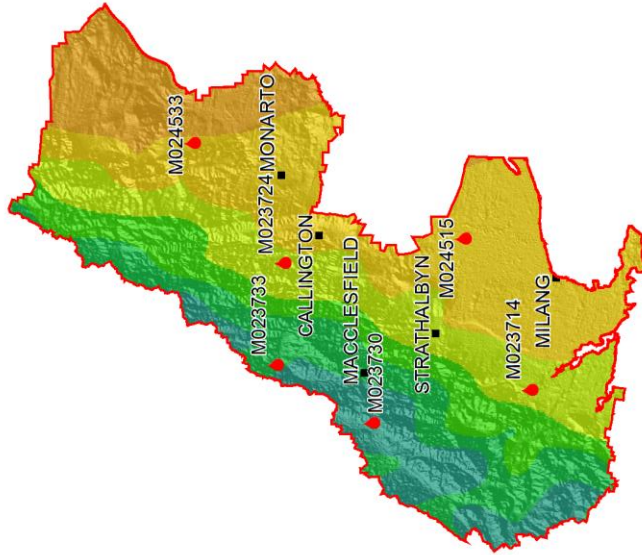 M024533
MONARTO
M023724
M023733
CALLINGTON
MACCLESFIELD
M023730
STRATHALBYN
M024515
M023714
MILANG